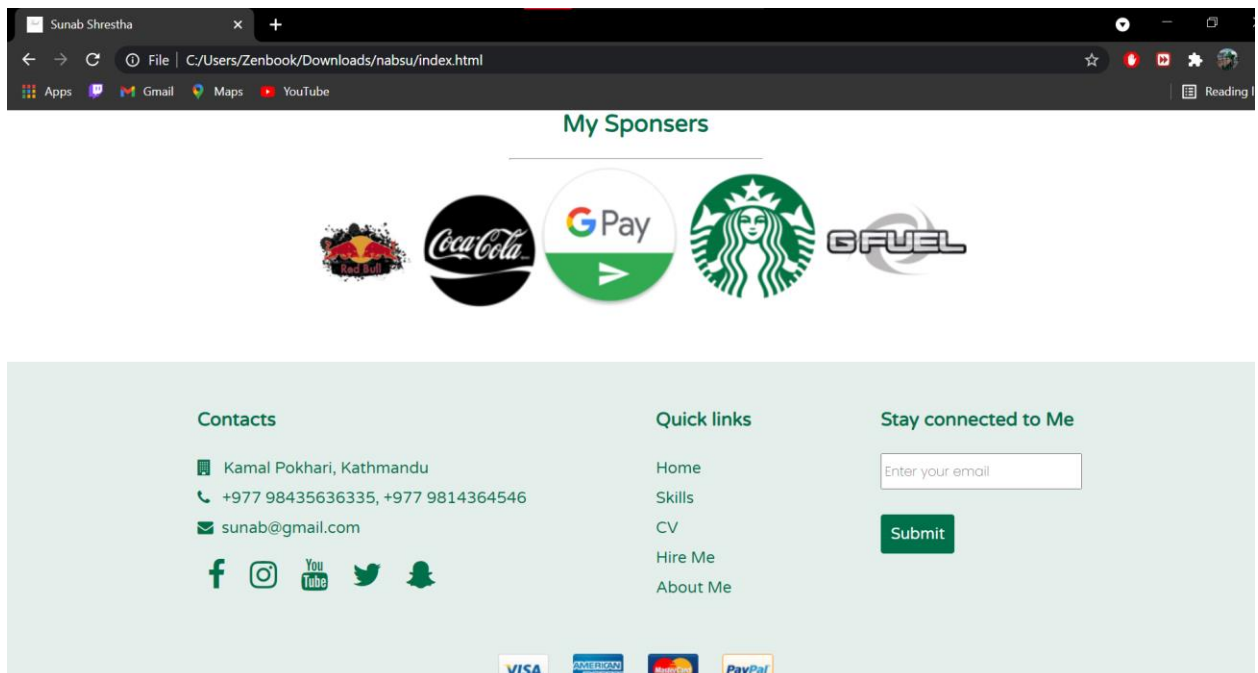 Sunab Shrestha
File C:/Users/Zenbook/Downloads/nabsu/index.html
Apps Gmail Maps YouTube Reading l
My Sponsers
Red Bull Coca-Cola G Pay G FUEL
Contacts Quick links Stay connected to Me
Kamal Pokhari, Kathmandu Home Enter your email
+977 98435636335, +977 9814364546 Skills
sunab@gmail.com CV Submit
You Tube Hire Me
About Me
VISA AMERICAN MasterCard PayPal